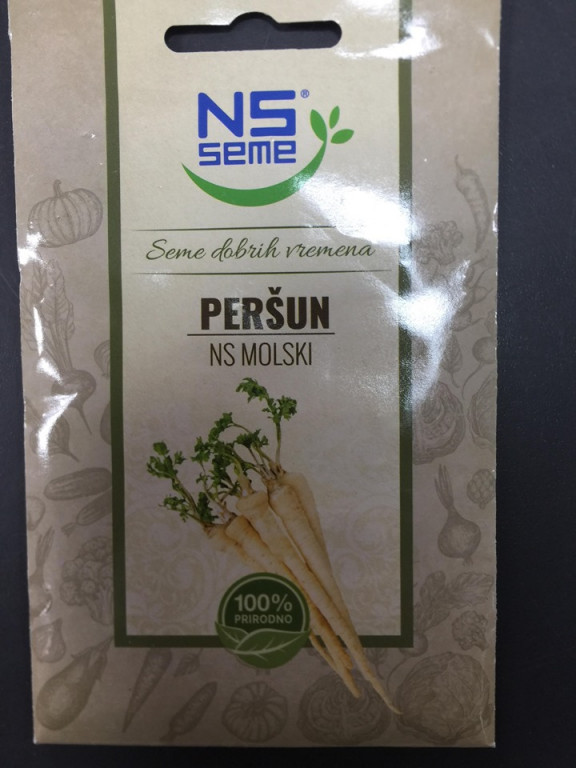 NS®
seme
Seme dobrih vremena
PERŠUN
NS MOLSKI
100%
PRIRODNO